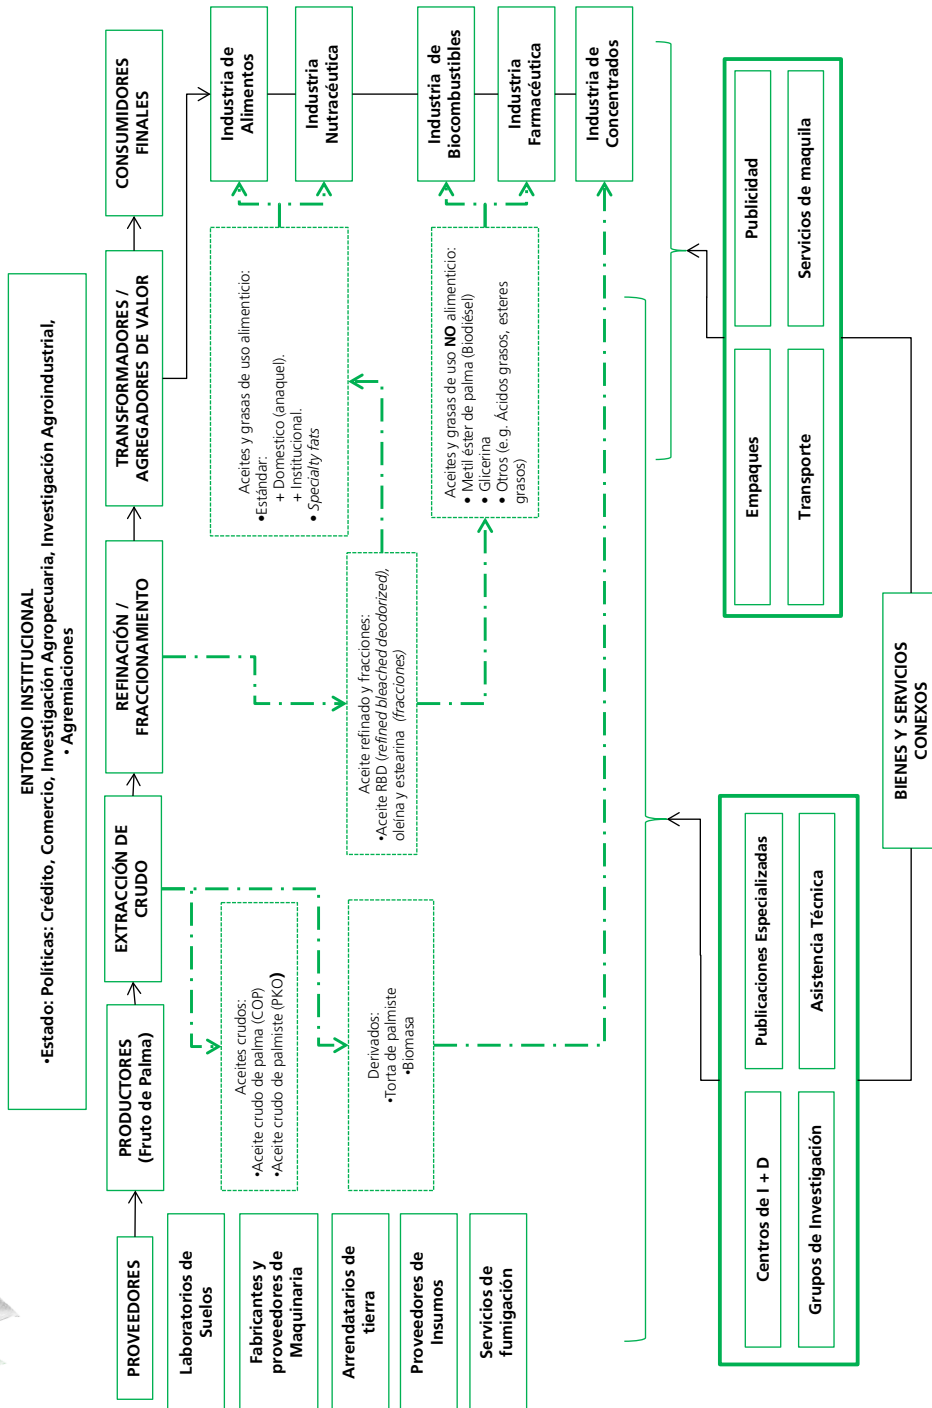 ENTORNO INSTITUCIONAL
•Estado: Políticas: Crédito, Comercio, Investigación Agropecuaria, Investigación Agroindustrial,
• Agremiaciones
PROVEEDORES
PRODUCTORES
(Fruto de Palma)
EXTRACCIÓN DE
CRUDO
REFINACIÓN /
FRACCIONAMIENTO
TRANSFORMADORES /
AGREGADORES DE VALOR
CONSUMIDORES
FINALES
Laboratorios de
Suelos
Fabricantes y
proveedores de
Maquinaria
Arrendatarios de
tierra
Proveedores de
Insumos
Servicios de
fumigación
Aceites crudos:
•Aceite crudo de palma (COP)
•Aceite crudo de palmiste (PKO)
Derivados:
•Torta de palmiste
•Biomasa
Aceite refinado y fracciones:
•Aceite RBD (refined bleached deodorized),
oleína y estearina (fracciones)
Aceites y grasas de uso alimenticio:
•Estándar:
+ Domestico (anaquel).
+ Institucional.
• Specialty fats
Aceites y grasas de uso NO alimenticio:
• Metil éster de palma (Biodiésel)
• Glicerina
• Otros (e.g. Ácidos grasos, esteres
grasos)
Industria de
Alimentos
Industria
Nutracéutica
Industria de
Biocombustibles
Industria
Farmacéutica
Industria de
Concentrados
Centros de I + D
Publicaciones Especializadas
Grupos de Investigación
Asistencia Técnica
Empaques
Publicidad
Transporte
Servicios de maquila
BIENES Y SERVICIOS
CONEXOS